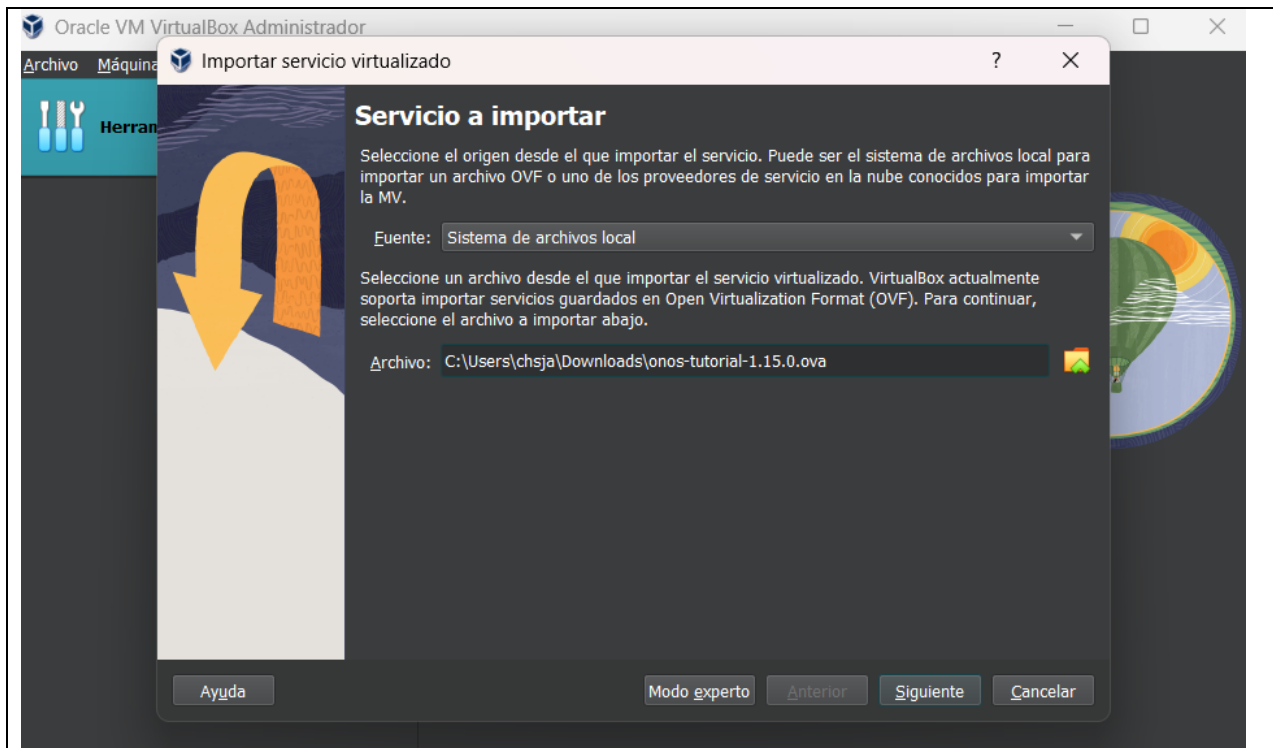 Oracle VM VirtualBox Administrador
Archivo Máquina
Importar servicio virtualizado
?
Servicio a importar
Seleccione el origen desde el que importar el servicio. Puede ser el sistema de archivos local para
importar un archivo OVF o uno de los proveedores de servicio en la nube conocidos para importar
la MV.
Fuente: Sistema de archivos local
Seleccione un archivo desde el que importar el servicio virtualizado. VirtualBox actualmente
soporta importar servicios guardados en Open Virtualization Format (OVF). Para continuar,
seleccione el archivo a importar abajo.
Archivo: C:\Users\chsja\Downloads\onos-tutorial-1.15.0.ova
Herran
Ayuda Modo experto Anterior Siguiente Cancelar